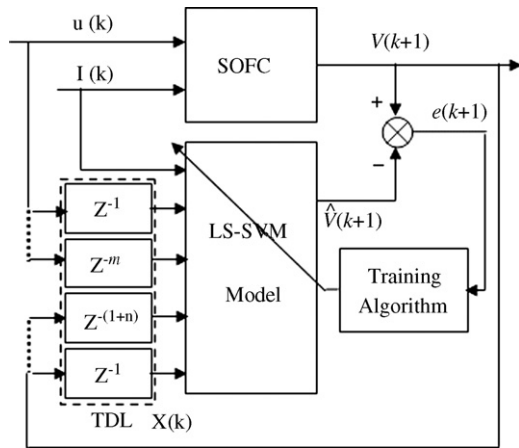 u (k)
I (k)
SOFC
V(k+1)
+
−
e(k+1)
V̂(k+1)
LS-SVM
Model
Training
Algorithm
Z⁻¹
Z⁻ᵐ
Z⁻⁽¹⁺ⁿ⁾
Z⁻¹
TDL X(k)